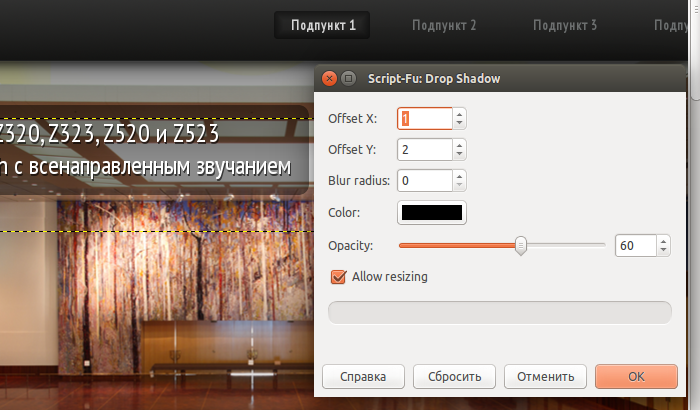 Подпункт 1 Подпункт 2 Подпункт 3
Script-Fu: Drop Shadow
Z320, Z323, Z520 и Z523
с всенаправленным звучанием
Offset X: 1
Offset Y: 2
Blur radius: 0
Color:
Opacity: 60
Allow resizing
Справка Сбросить Отменить OK